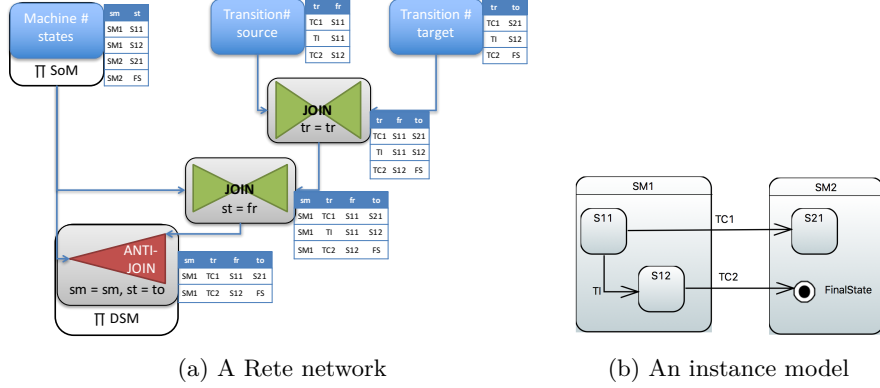 Machine #
states
∏ SoM
sm st
SM1 S11
SM1 S12
SM2 S21
SM2 FS
Transition#
source
tr fr
TC1 S11
TI S11
TC2 S12
Transition #
target
tr to
TC1 S21
TI S12
TC2 FS
JOIN
tr = tr
tr fr to
TC1 S11 S21
TI S11 S12
TC2 S12 FS
JOIN
st = fr
sm tr fr to
SM1 TC1 S11 S21
SM1 TI S11 S12
SM1 TC2 S12 FS
ANTI-
JOIN
sm = sm, st = to
∏ DSM
sm tr fr to
SM1 TC1 S11 S21
SM1 TC2 S12 FS
(a) A Rete network
SM1
SM2
S11
TC1
S21
TI
S12
TC2
FinalState
(b) An instance model